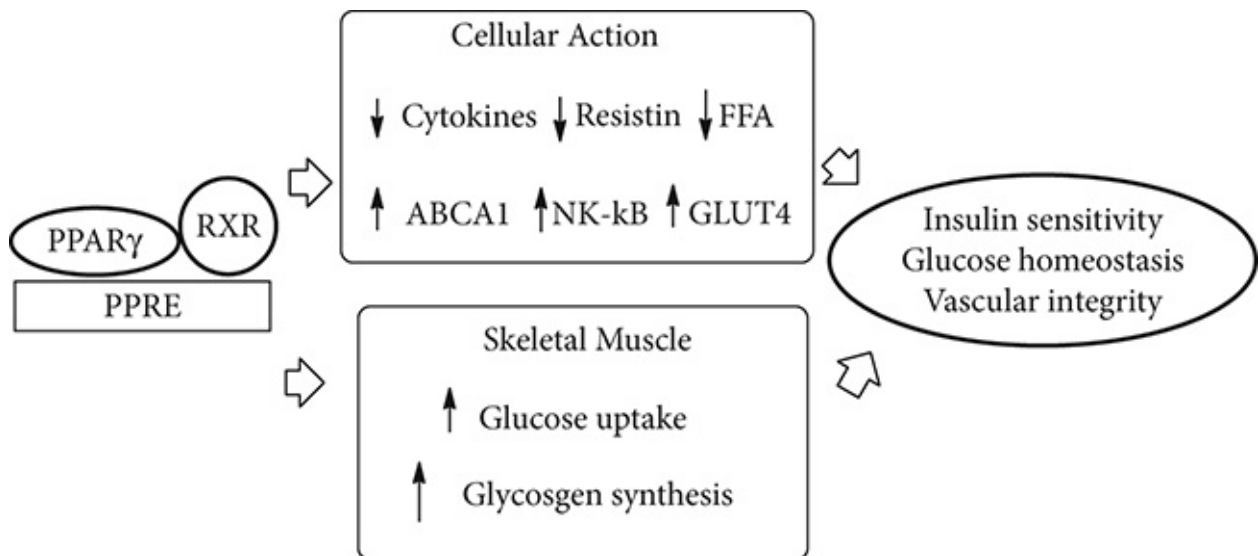 Cellular Action
↓ Cytokines ↓ Resistin ↓ FFA
↑ ABCA1 ↑ NK-kB ↑ GLUT4
PPARγ
RXR
PPRE
Skeletal Muscle
↑ Glucose uptake
↑ Glycosgen synthesis
Insulin sensitivity
Glucose homeostasis
Vascular integrity